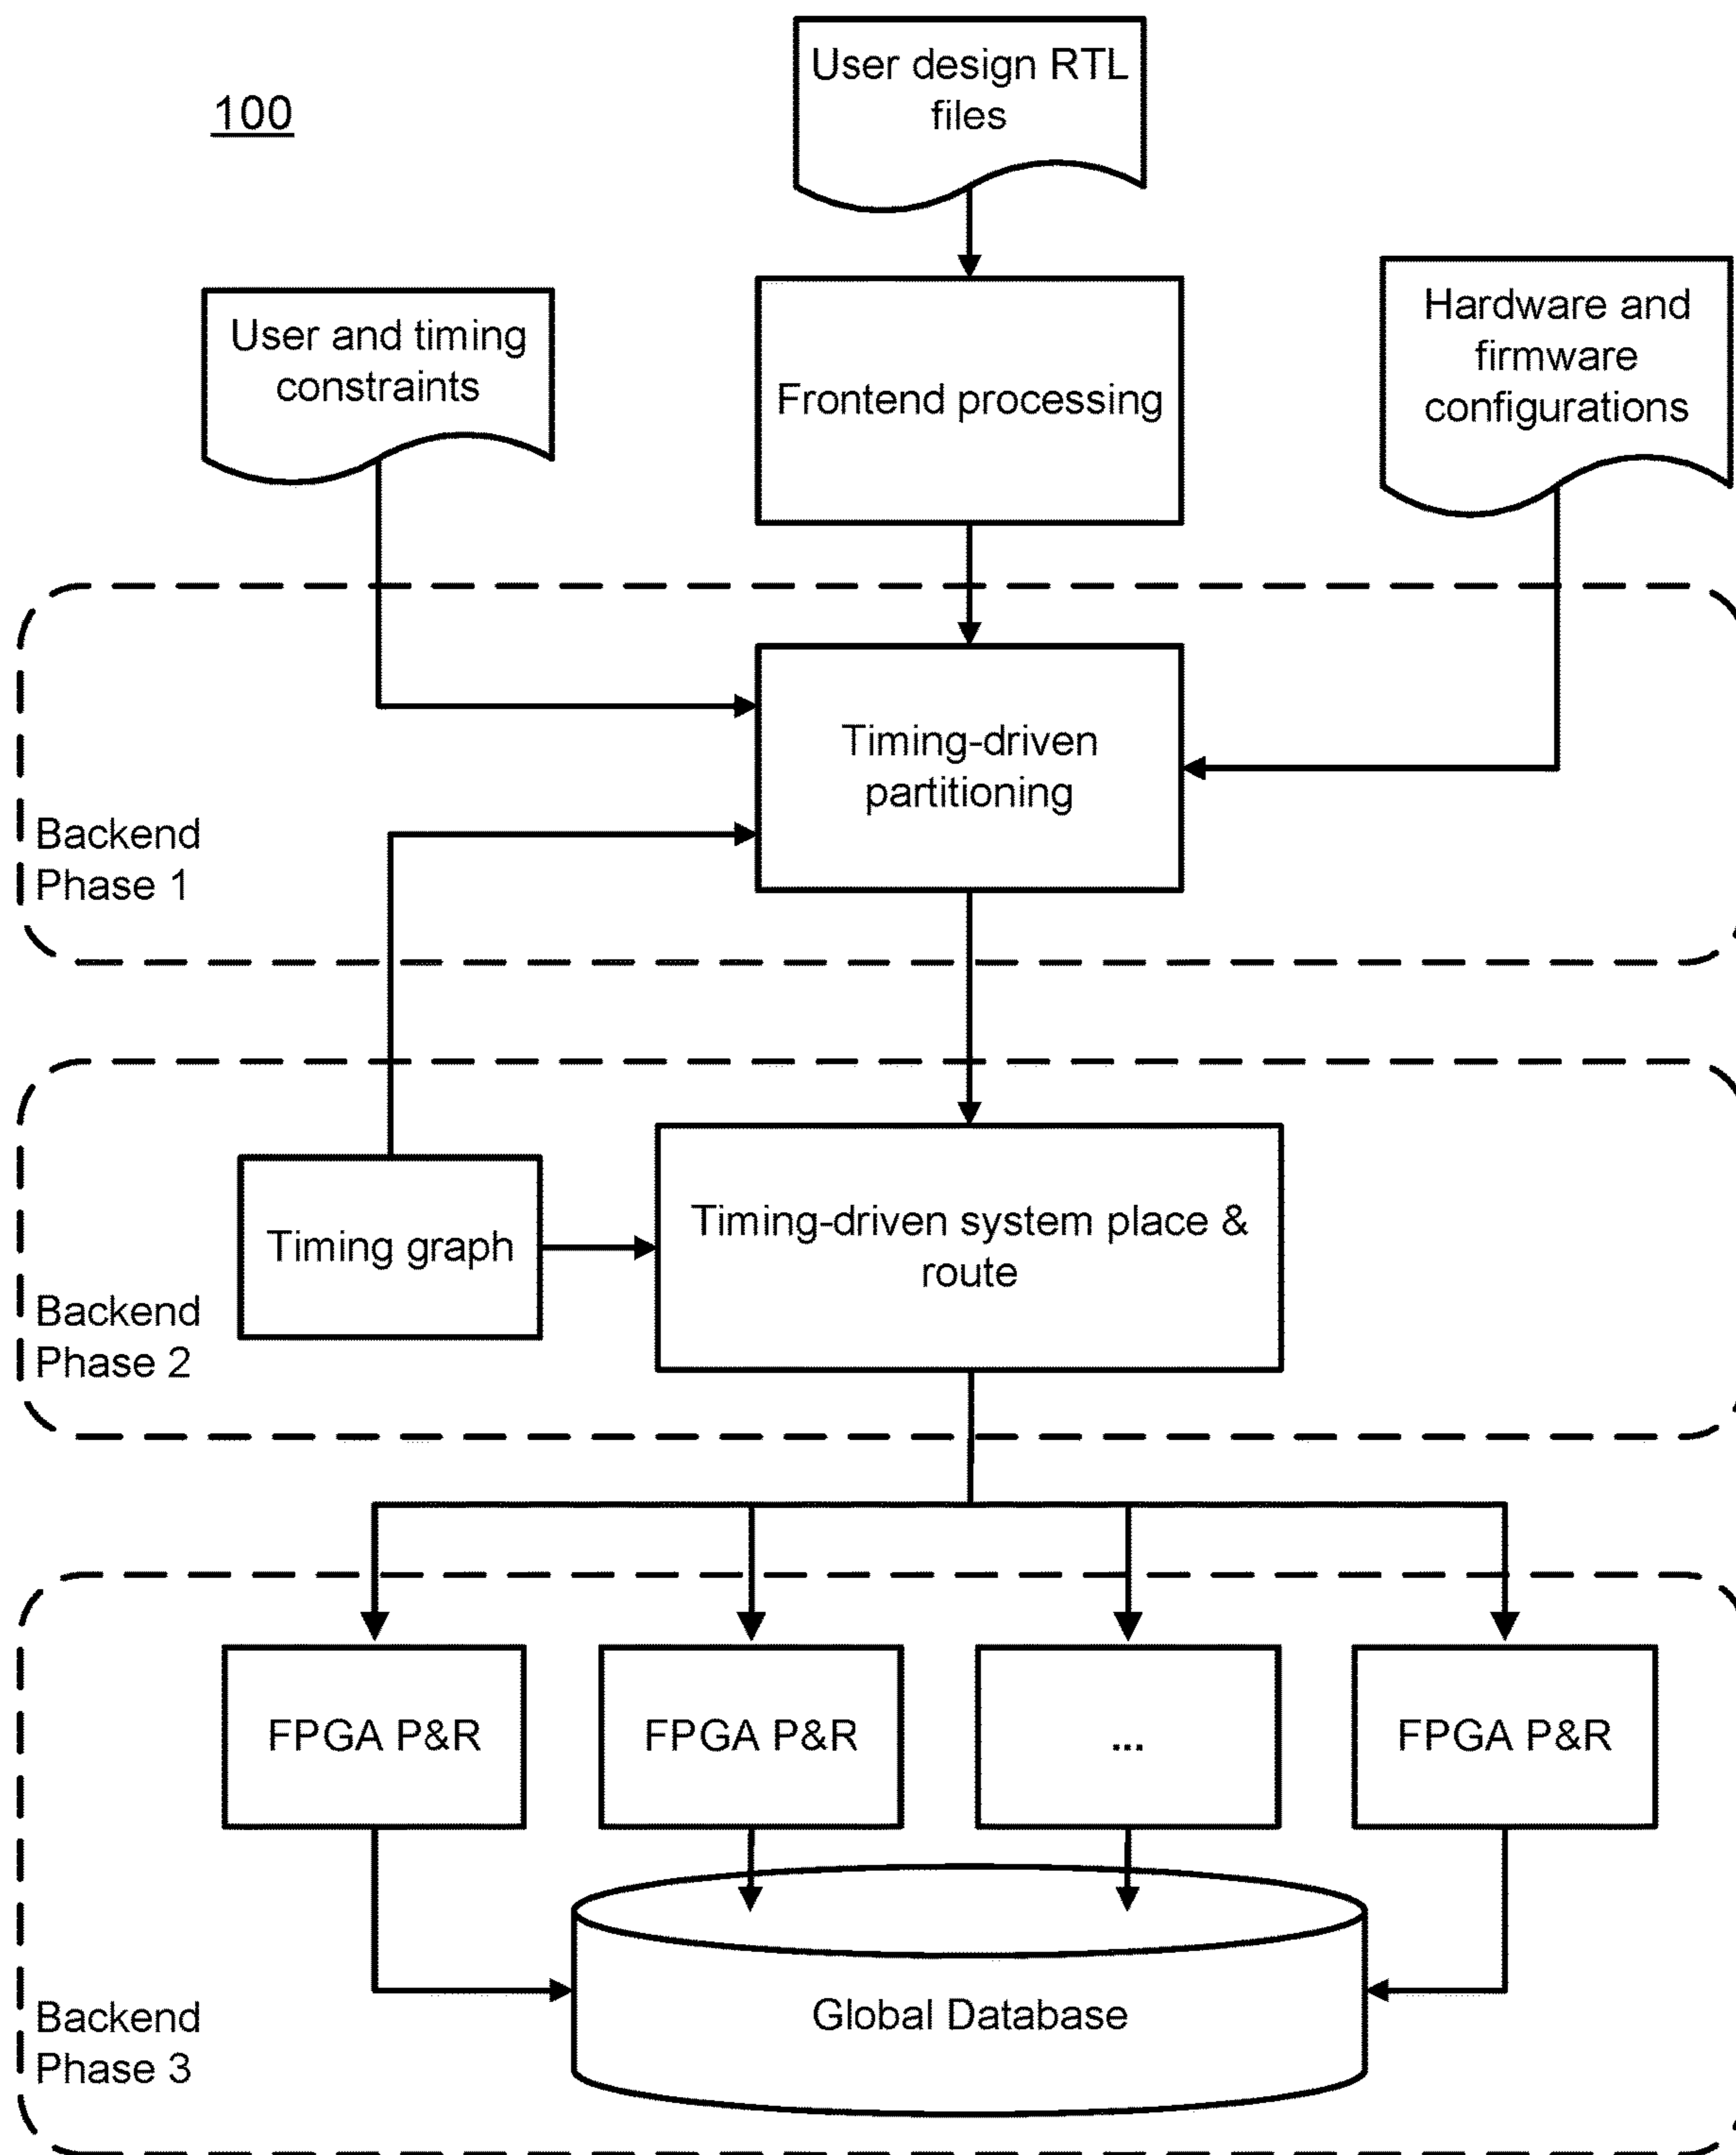 User design RTL
files
100
User and timing
constraints
Frontend processing
Hardware and
firmware
configurations
Timing-driven
partitioning
Backend
Phase 1
Timing graph
Timing-driven system place &
route
Backend
Phase 2
FPGA P&R
FPGA P&R
...
FPGA P&R
Global Database
Backend
Phase 3